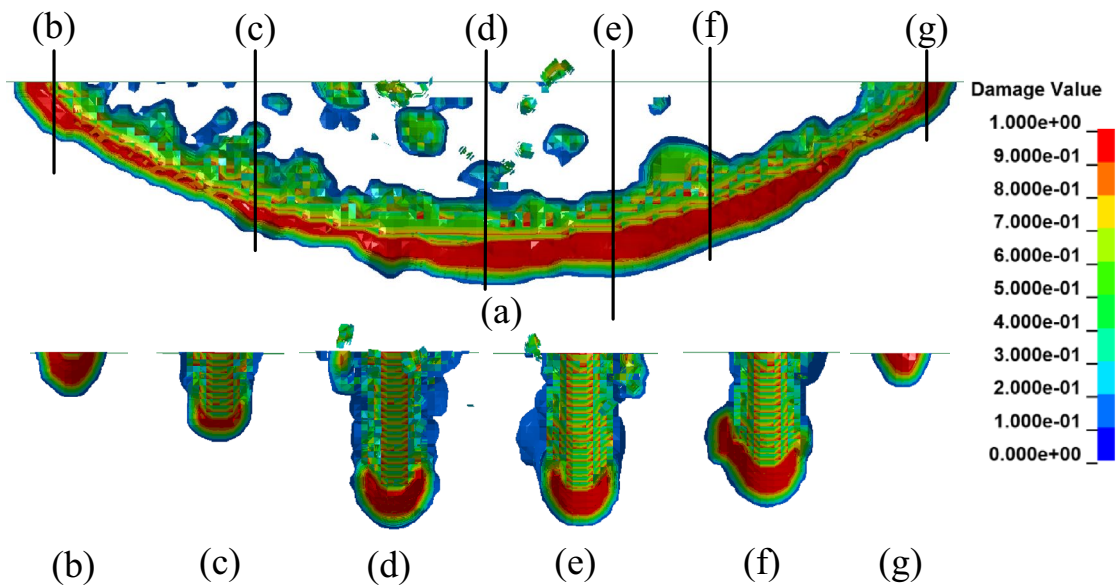 (b)
(c)
(d)
(e)
(f)
(g)
Damage Value
1.000e+00
9.000e-01
8.000e-01
7.000e-01
6.000e-01
5.000e-01
4.000e-01
3.000e-01
2.000e-01
1.000e-01
0.000e+00
(a)
(b)
(c)
(d)
(e)
(f)
(g)